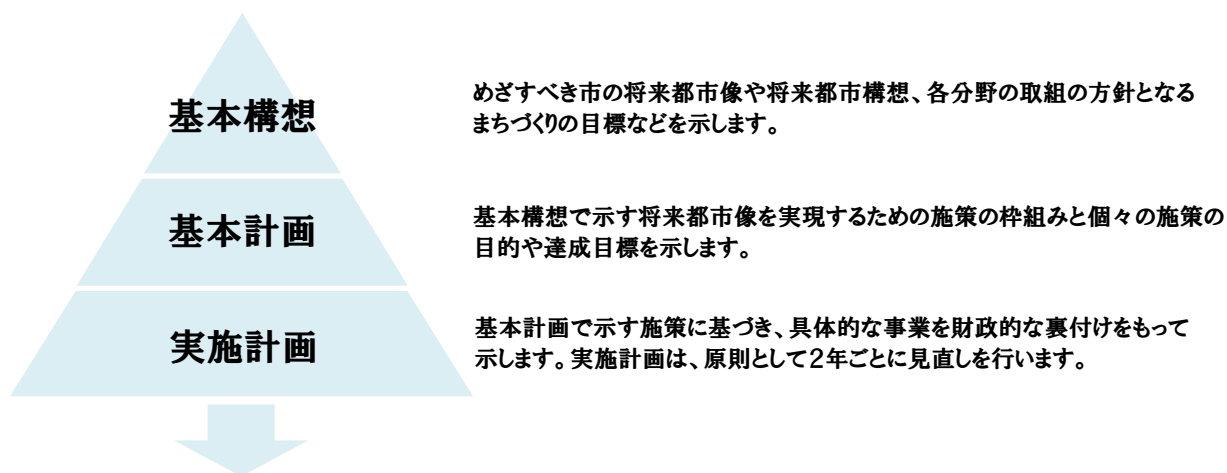 基本構想
めざすべき市の将来都市像や将来都市構想、各分野の取組の方針となる
まちづくりの目標などを示します。
基本計画
基本構想で示す将来都市像を実現するための施策の枠組みと個々の施策の
目的や達成目標を示します。
実施計画
基本計画で示す施策に基づき、具体的な事業を財政的な裏付けをもって
示します。実施計画は、原則として2年ごとに見直しを行います。